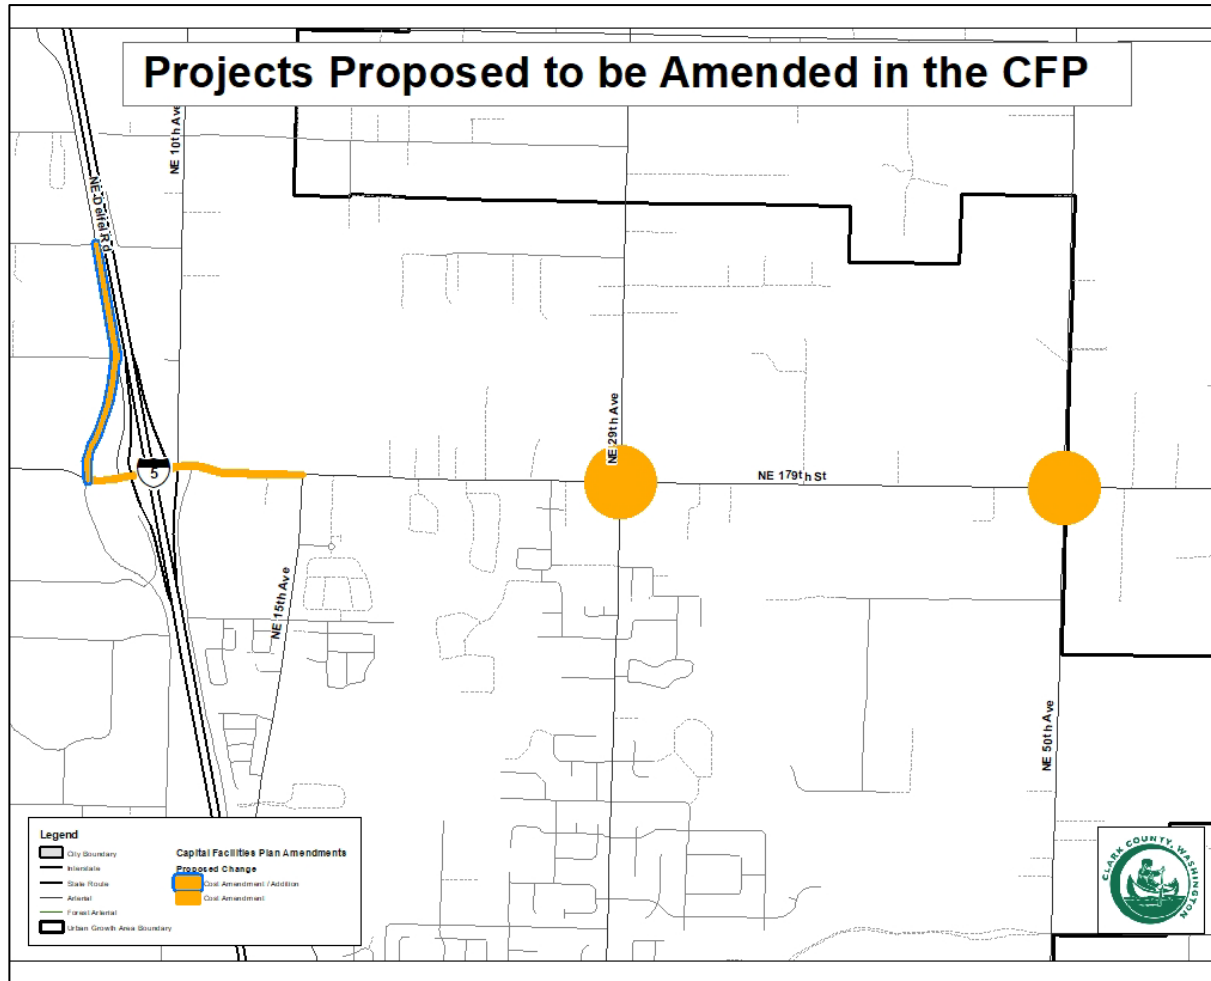 Projects Proposed to be Amended in the CFP
NE 10th Ave
NE Delfel Rd
NE 29th Ave
5
NE 179th St
NE 15th Ave
NE 50th Ave
Legend
City Boundary
Interstate
State Route
Arterial
Forest Arterial
Urban Growth Area Boundary
Capital Facilities Plan Amendments
Proposed Change
Cost Amendment / Addition
Cost Amendment
CLARK COUNTY, WASHINGTON